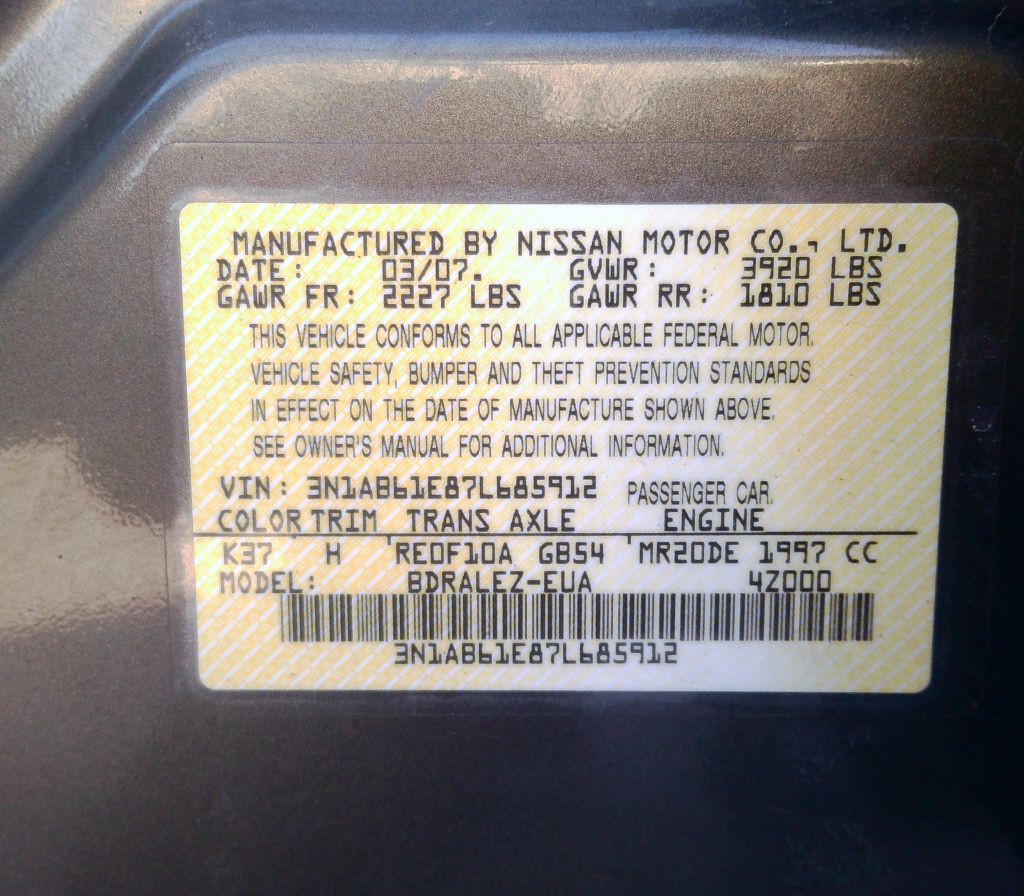 MANUFACTURED BY NISSAN MOTOR CO., LTD.
DATE: 03/07. GVWR: 3920 LBS
GAWR FR: 2227 LBS GAWR RR: 1810 LBS
THIS VEHICLE CONFORMS TO ALL APPLICABLE FEDERAL MOTOR.
VEHICLE SAFETY, BUMPER AND THEFT PREVENTION STANDARDS
IN EFFECT ON THE DATE OF MANUFACTURE SHOWN ABOVE.
SEE OWNER'S MANUAL FOR ADDITIONAL INFORMATION.
VIN: 3N1AB61E87L685912 PASSENGER CAR.
COLOR TRIM TRANS AXLE ENGINE
K37 H RE0F10A GB54 MR20DE 1997 CC
MODEL: BDRALEZ-EUA 4Z000
3N1AB61E87L685912